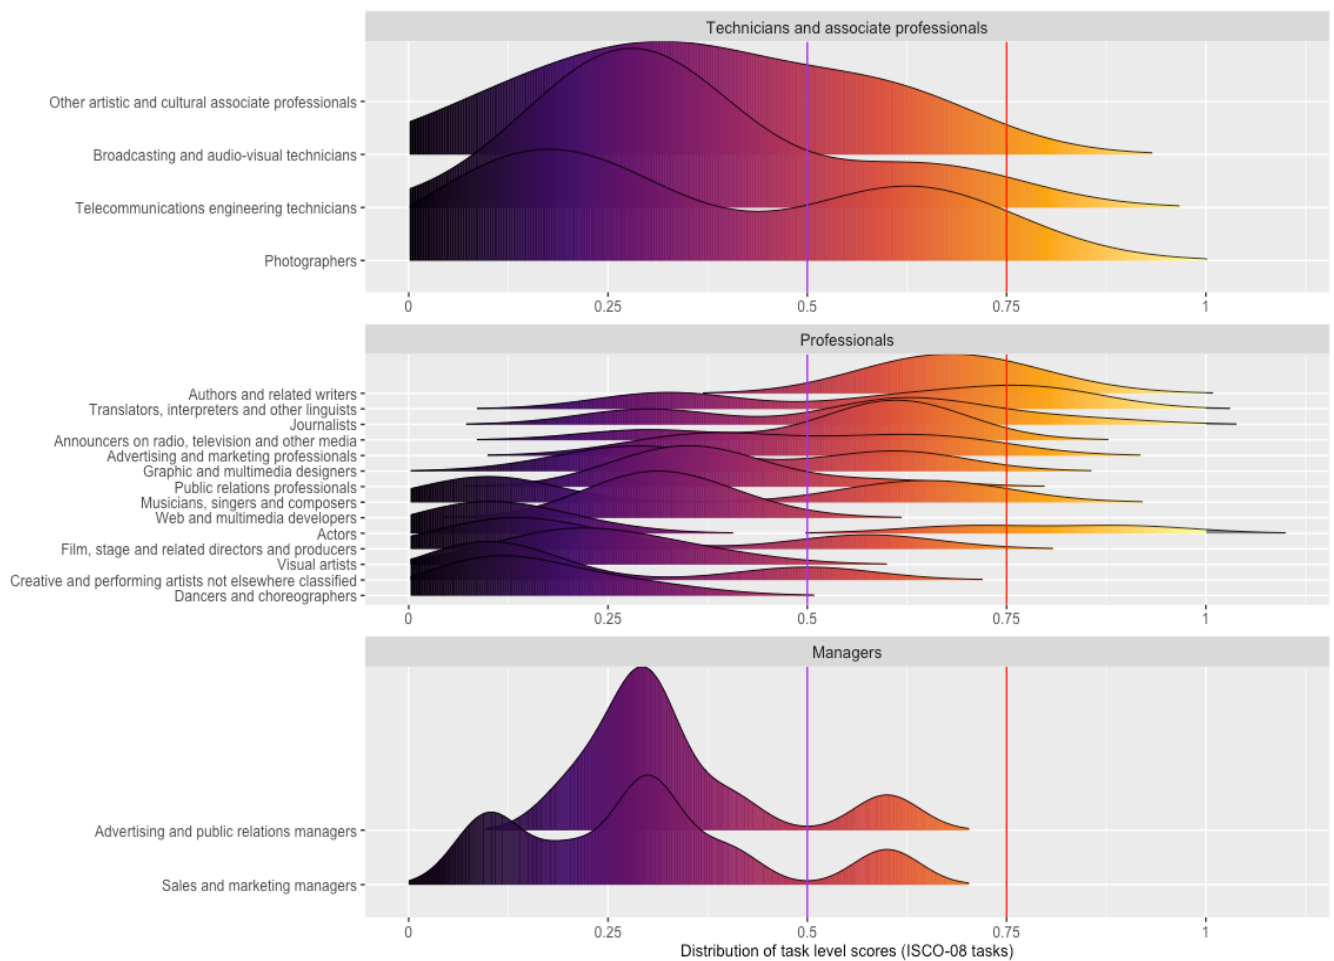 Technicians and associate professionals
Other artistic and cultural associate professionals
Broadcasting and audio-visual technicians
Telecommunications engineering technicians
Photographers
0 0.25 0.5 0.75 1
Professionals
Authors and related writers
Translators, interpreters and other linguists
Journalists
Announcers on radio, television and other media
Advertising and marketing professionals
Graphic and multimedia designers
Public relations professionals
Musicians, singers and composers
Web and multimedia developers
Actors
Film, stage and related directors and producers
Visual artists
Creative and performing artists not elsewhere classified
Dancers and choreographers
0 0.25 0.5 0.75 1
Managers
Advertising and public relations managers
Sales and marketing managers
0 0.25 0.5 0.75 1
Distribution of task level scores (ISCO-08 tasks)